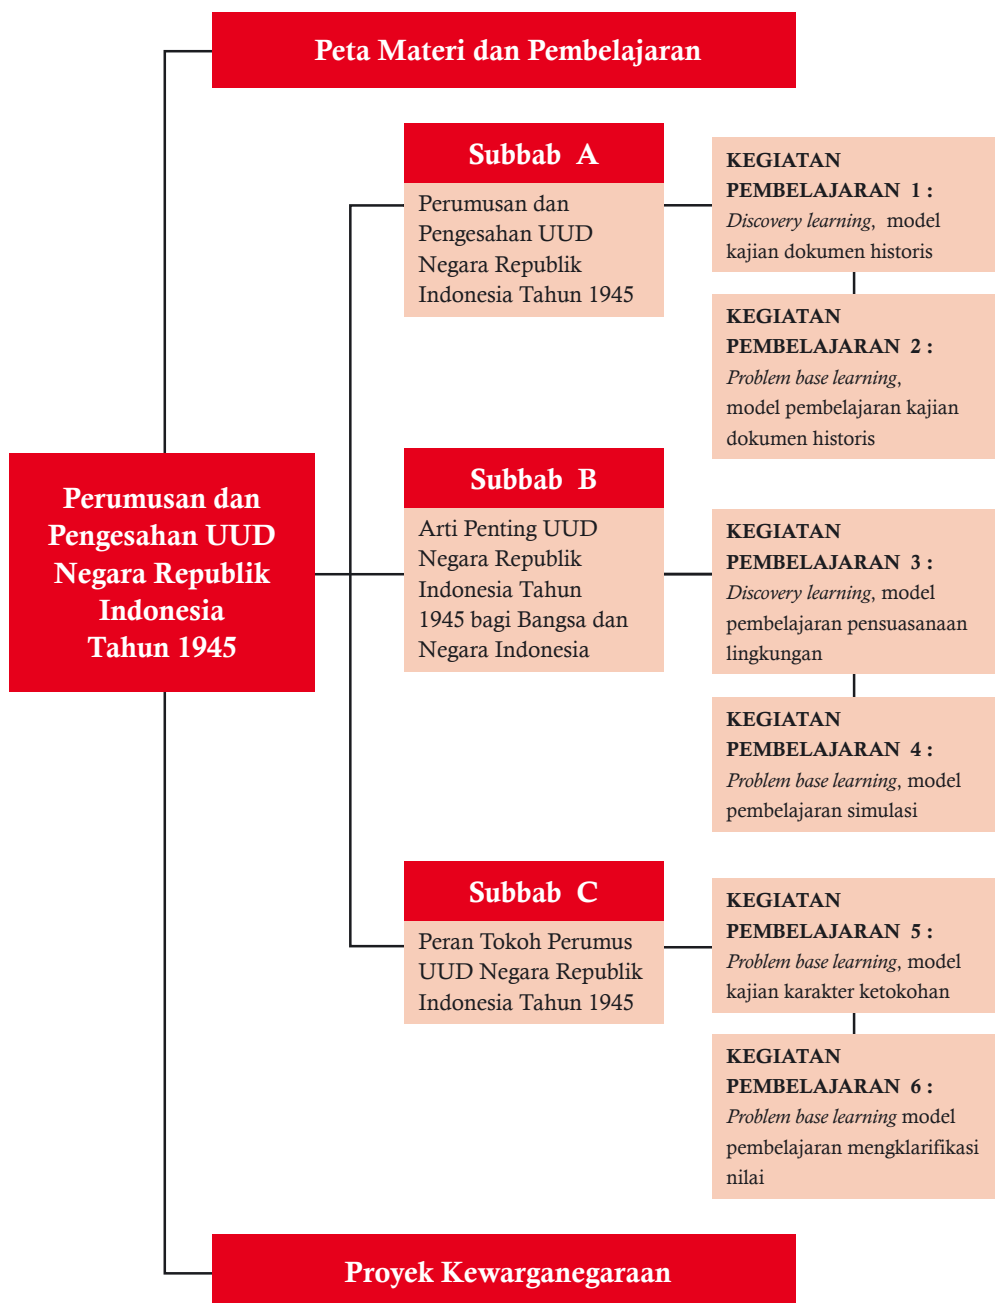 Peta Materi dan Pembelajaran
Perumusan dan
Pengesahan UUD
Negara Republik
Indonesia
Tahun 1945
Subbab A
Perumusan dan
Pengesahan UUD
Negara Republik
Indonesia Tahun 1945
KEGIATAN
PEMBELAJARAN 1 :
Discovery learning, model
kajian dokumen historis
KEGIATAN
PEMBELAJARAN 2 :
Problem base learning,
model pembelajaran kajian
dokumen historis
Subbab B
Arti Penting UUD
Negara Republik
Indonesia Tahun
1945 bagi Bangsa dan
Negara Indonesia
KEGIATAN
PEMBELAJARAN 3 :
Discovery learning, model
pembelajaran pensuasanaan
lingkungan
KEGIATAN
PEMBELAJARAN 4 :
Problem base learning, model
pembelajaran simulasi
Subbab C
Peran Tokoh Perumus
UUD Negara Republik
Indonesia Tahun 1945
KEGIATAN
PEMBELAJARAN 5 :
Problem base learning, model
kajian karakter ketokohan
KEGIATAN
PEMBELAJARAN 6 :
Problem base learning model
pembelajaran mengklarifikasi
nilai
Proyek Kewarganegaraan